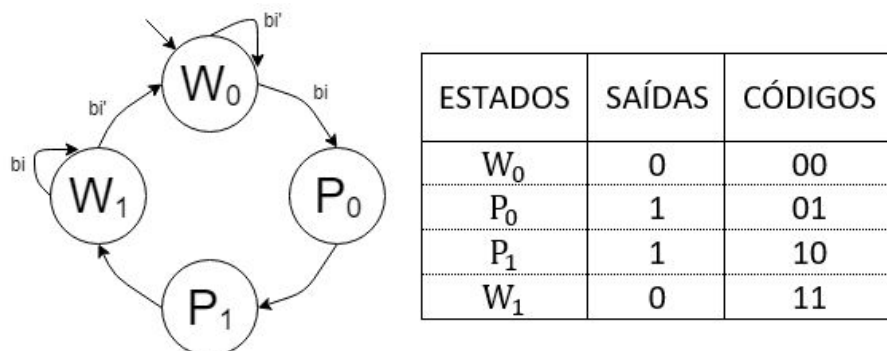 bi'
W₀
bi
bi'
bi
W₁
P₀
P₁
ESTADOS SAÍDAS CÓDIGOS
W₀ 0 00
P₀ 1 01
P₁ 1 10
W₁ 0 11